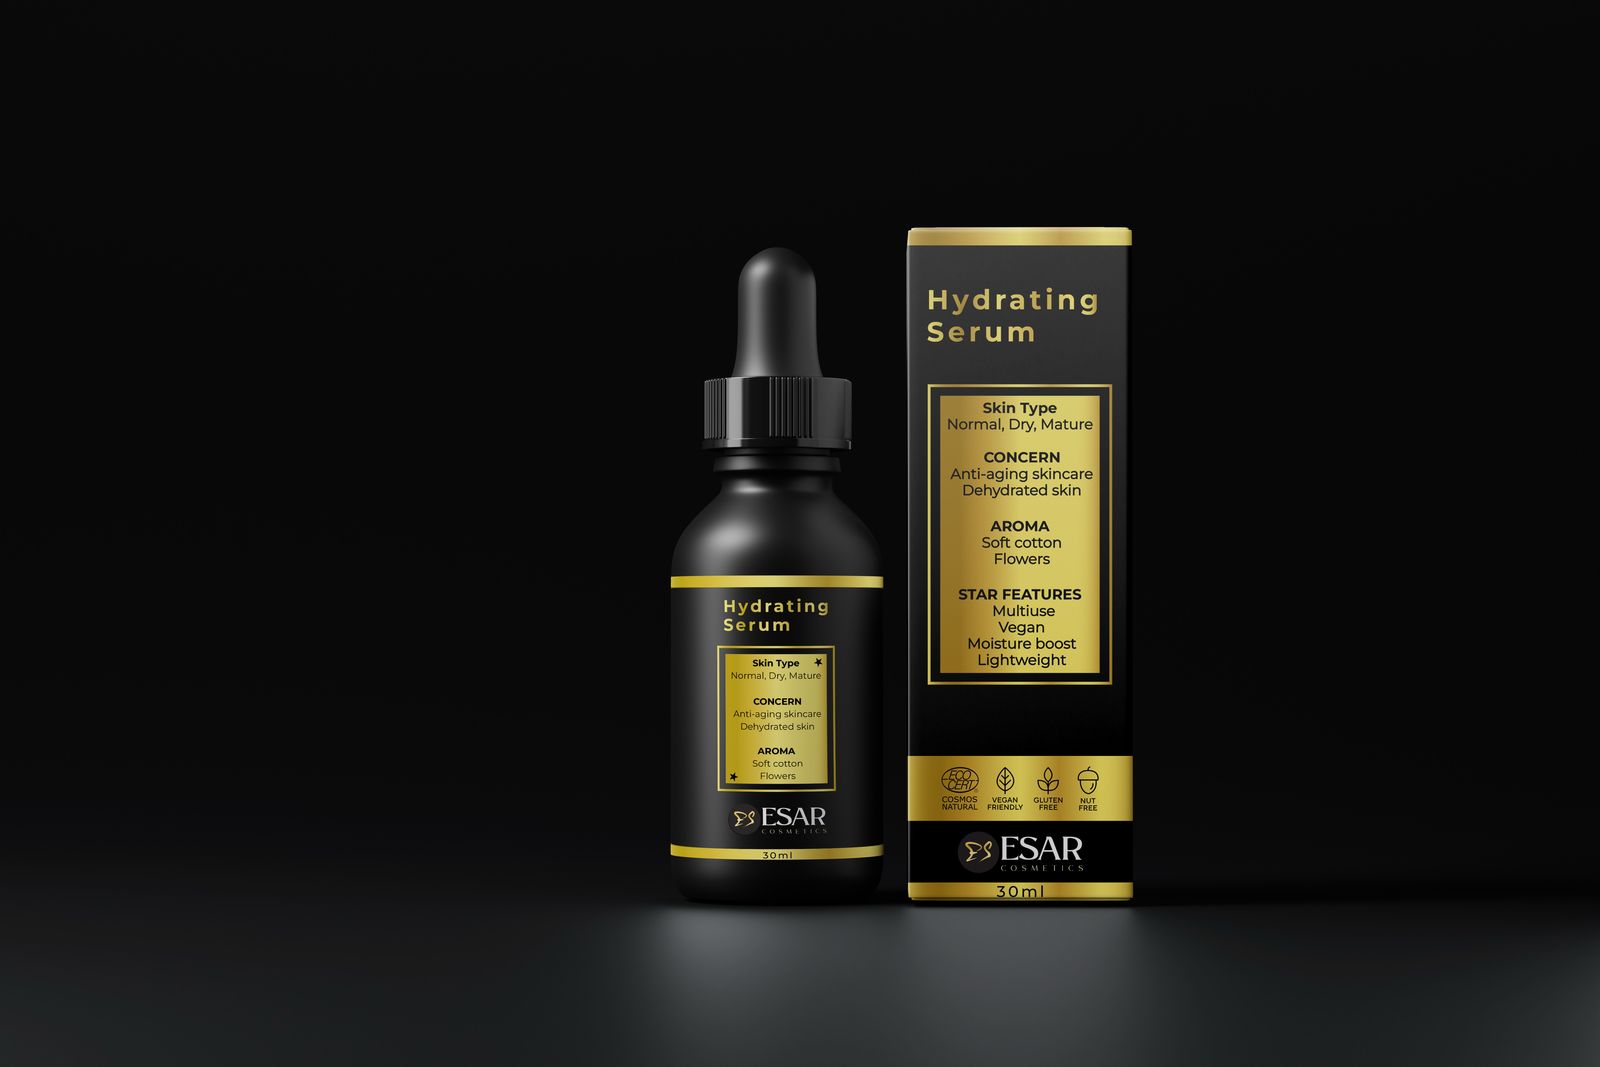 Hydrating
Serum
Skin Type
Normal, Dry, Mature
CONCERN
Anti-aging skincare
Dehydrated skin
AROMA
Soft cotton
Flowers
ESAR
COSMETICS
30ml
Hydrating
Serum
Skin Type
Normal, Dry, Mature
CONCERN
Anti-aging skincare
Dehydrated skin
AROMA
Soft cotton
Flowers
STAR FEATURES
Multiuse
Vegan
Moisture boost
Lightweight
ECO
CERT
COSMOS
NATURAL
VEGAN
FRIENDLY
GLUTEN
FREE
NUT
FREE
ESAR
COSMETICS
30ml